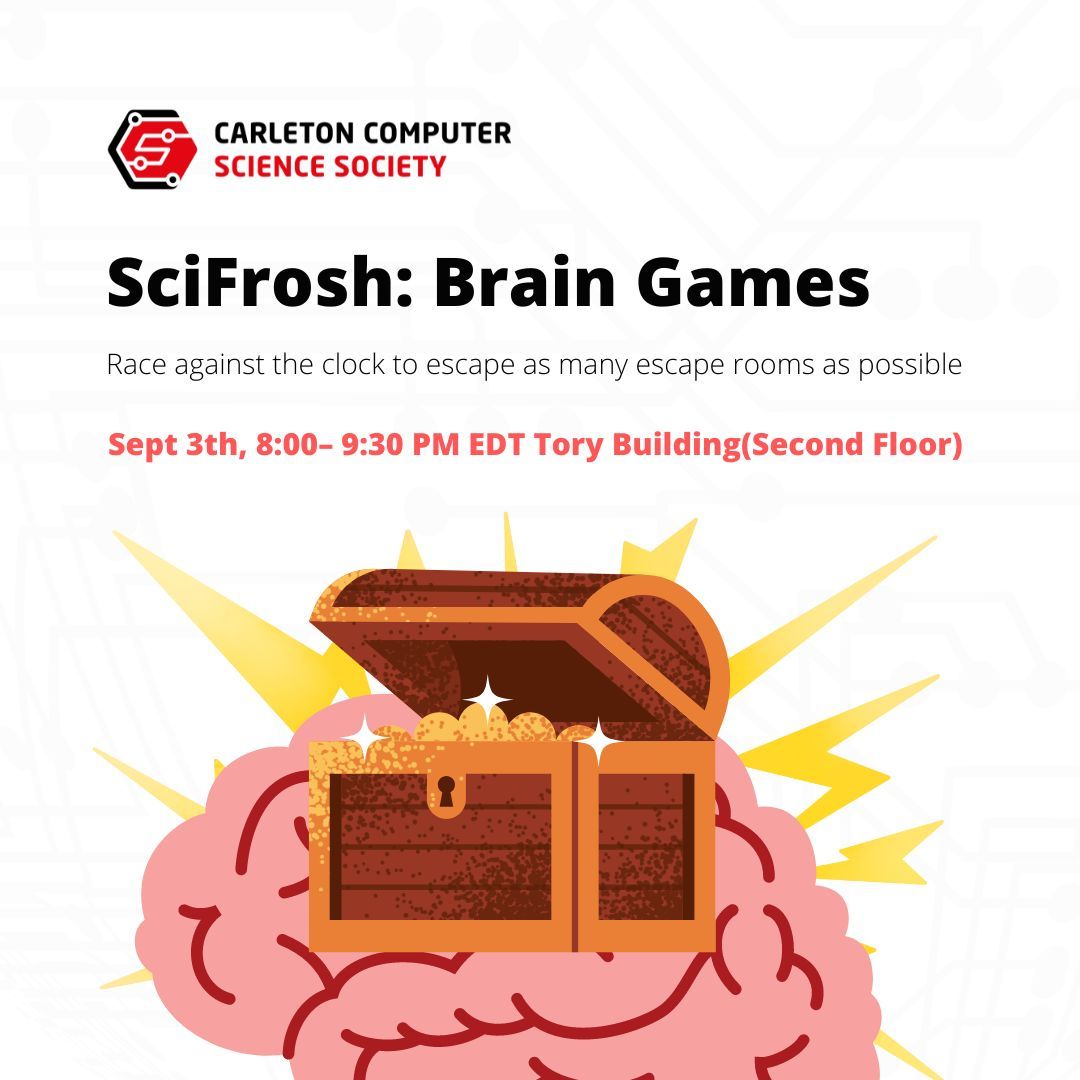 CARLETON COMPUTER
SCIENCE SOCIETY
SciFrosh: Brain Games
Race against the clock to escape as many escape rooms as possible
Sept 3th, 8:00– 9:30 PM EDT Tory Building(Second Floor)